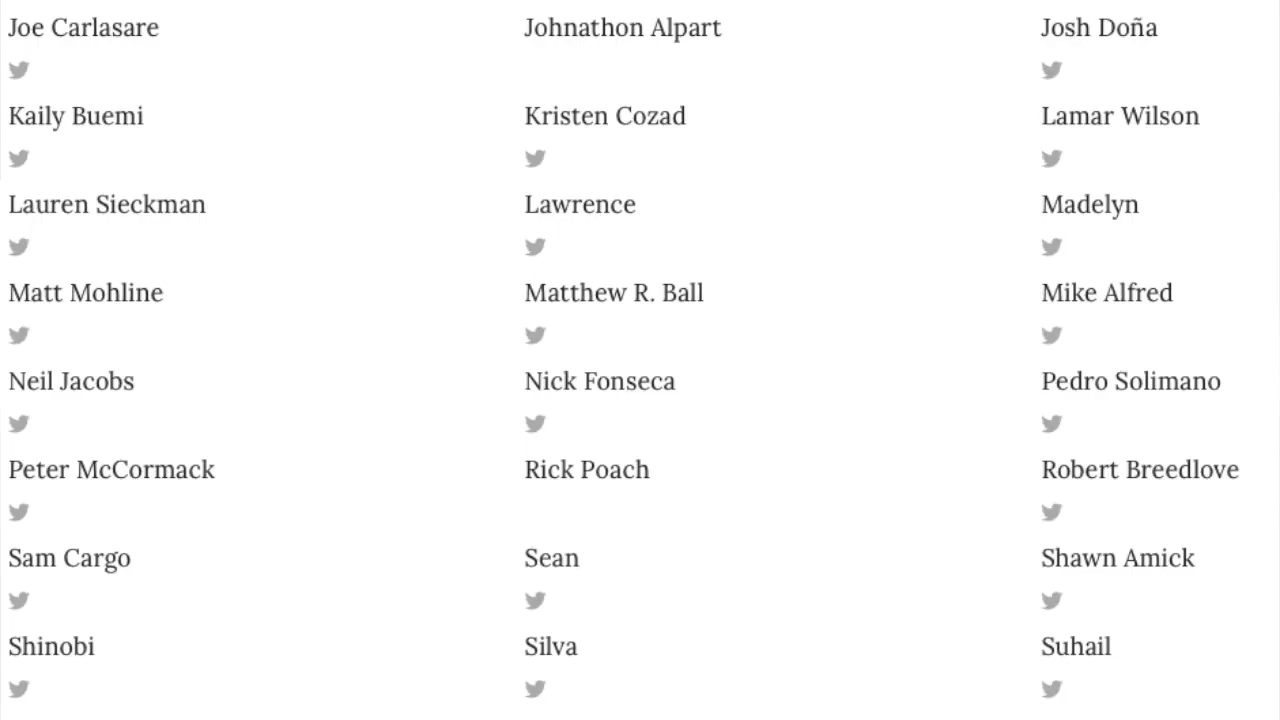 Joe Carlasare
Johnathon Alpart
Josh Doña
Kaily Buemi
Kristen Cozad
Lamar Wilson
Lauren Sieckman
Lawrence
Madelyn
Matt Mohline
Matthew R. Ball
Mike Alfred
Neil Jacobs
Nick Fonseca
Pedro Solimano
Peter McCormack
Rick Poach
Robert Breedlove
Sam Cargo
Sean
Shawn Amick
Shinobi
Silva
Suhail